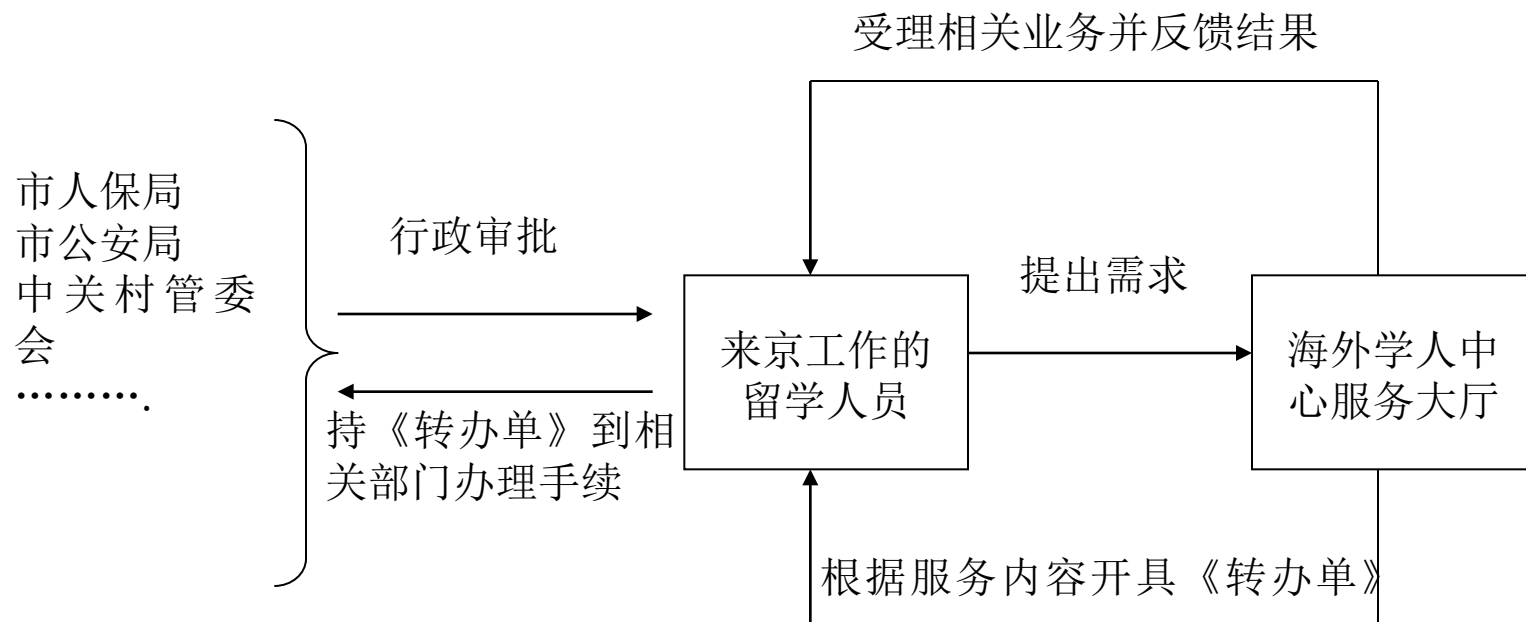 受理相关业务并反馈结果
市人保局
市公安局
中关村管委
会
……….
行政审批
提出需求
来京工作的
留学人员
海外学人中
心服务大厅
持《转办单》到相
关部门办理手续
根据服务内容开具《转办单》